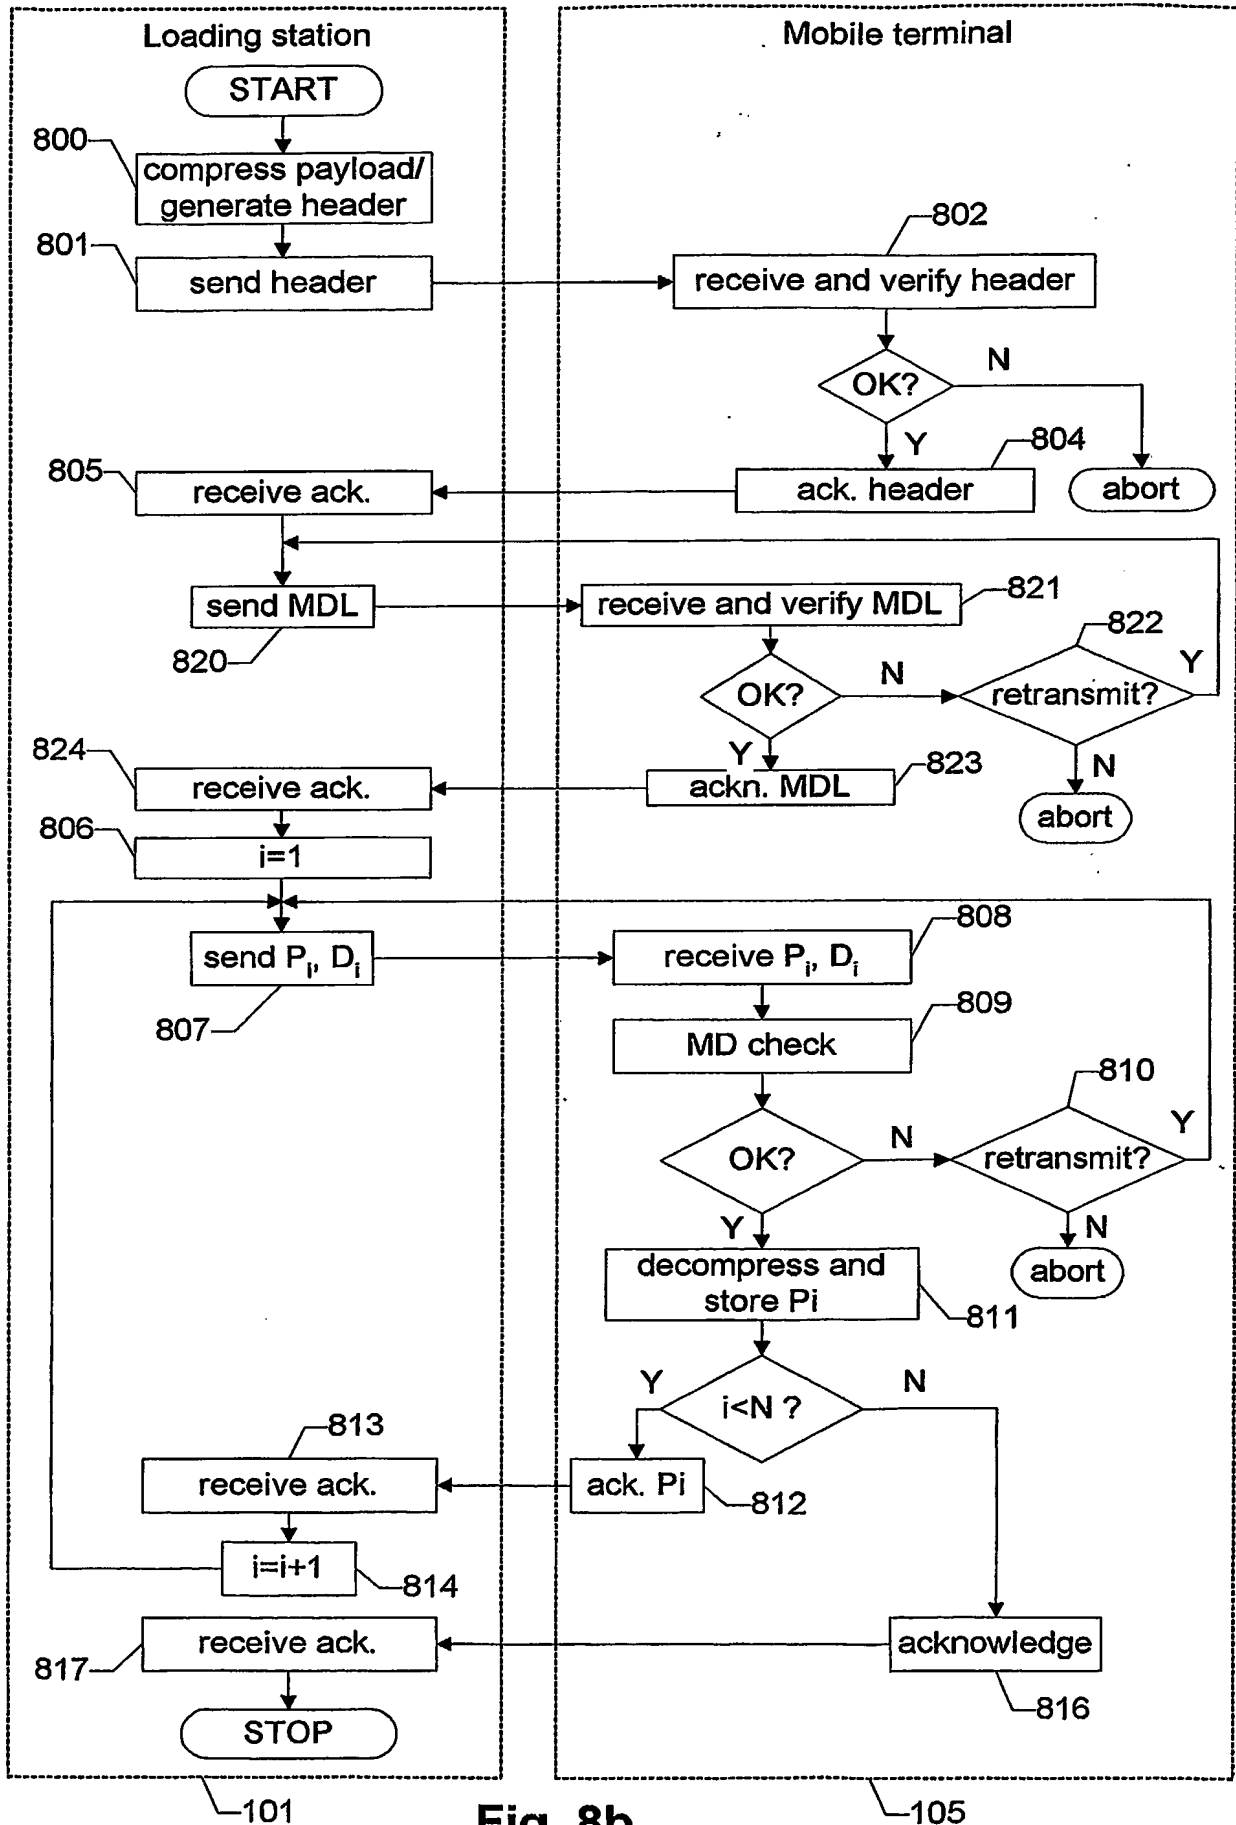 Loading station
Mobile terminal
START
800
compress payload/
generate header
801
send header
802
receive and verify header
OK?
N
Y
804
805
receive ack.
ack. header
abort
send MDL
820
receive and verify MDL
821
822
OK?
N
retransmit?
Y
Y
N
824
receive ack.
ackn. MDL
823
abort
806
i=1
send Pi, Di
807
808
receive Pi, Di
809
MD check
810
OK?
N
retransmit?
Y
Y
N
decompress and
store Pi
811
abort
Y
i<N ?
N
813
receive ack.
ack. Pi
812
i=i+1
814
817
receive ack.
acknowledge
816
STOP
101
Fig. 8b
105